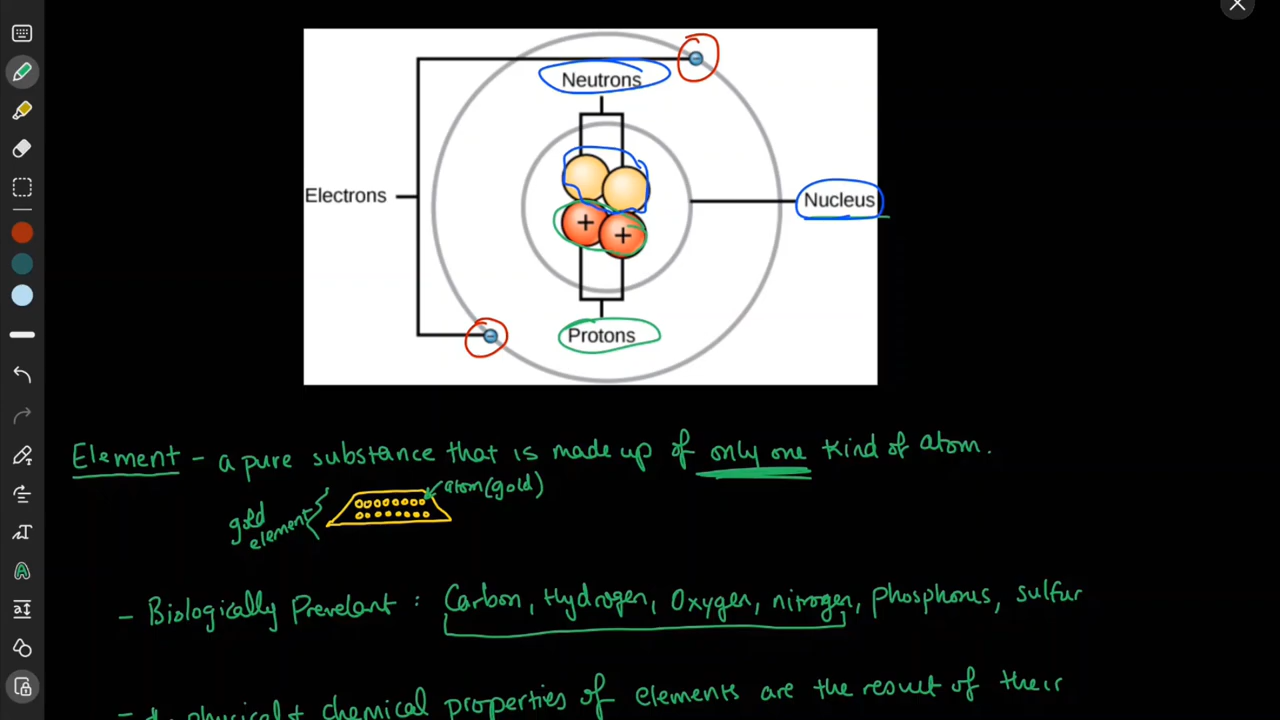 Neutrons
Electrons
Nucleus
Protons
Element - a pure substance that is made up of only one kind of atom.
atom(gold)
gold
element
- Biologically Prevelant : Carbon, Hydrogen, Oxygen, nitrogen, phosphorus, sulfur
physical + chemical properties of elements are the result of their